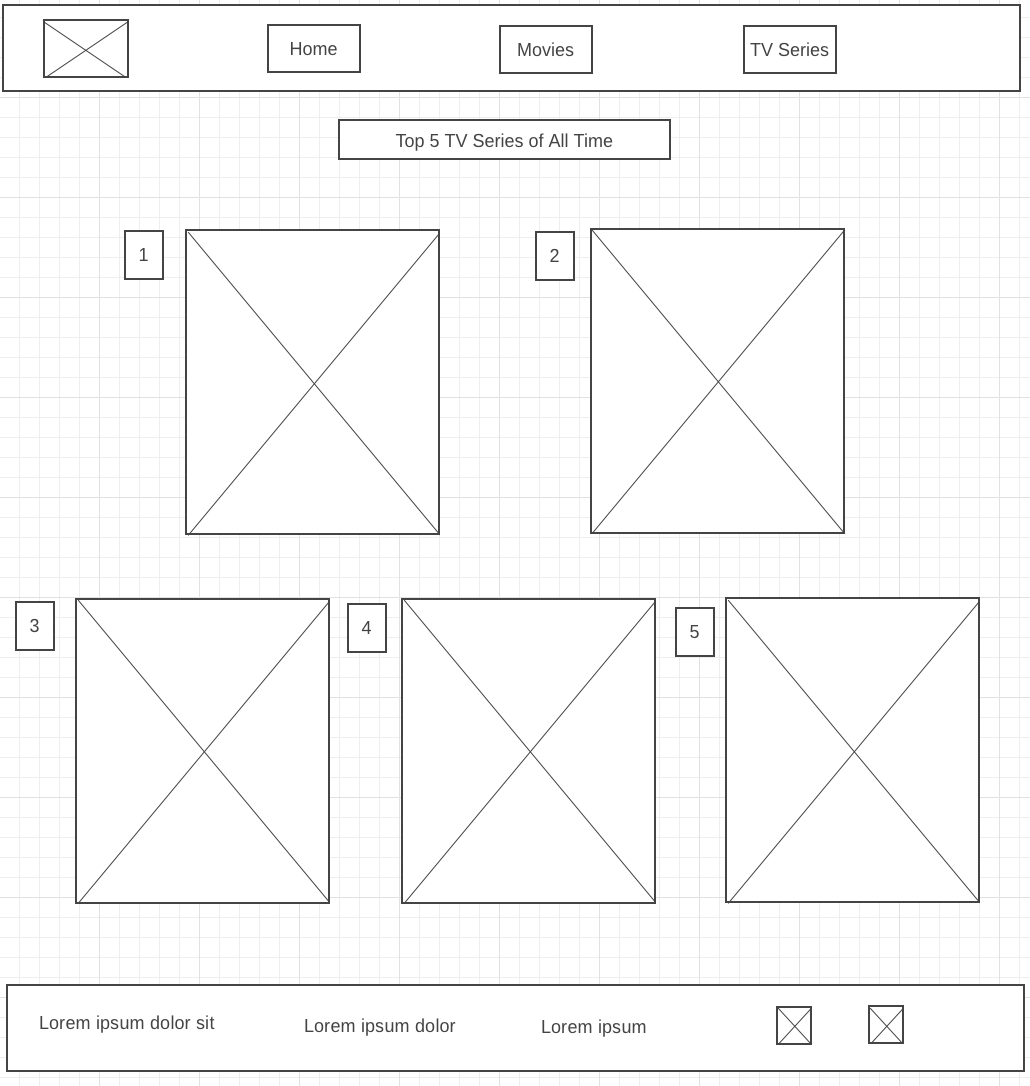 Home
Movies
TV Series
Top 5 TV Series of All Time
1
2
3
4
5
Lorem ipsum dolor sit
Lorem ipsum dolor
Lorem ipsum